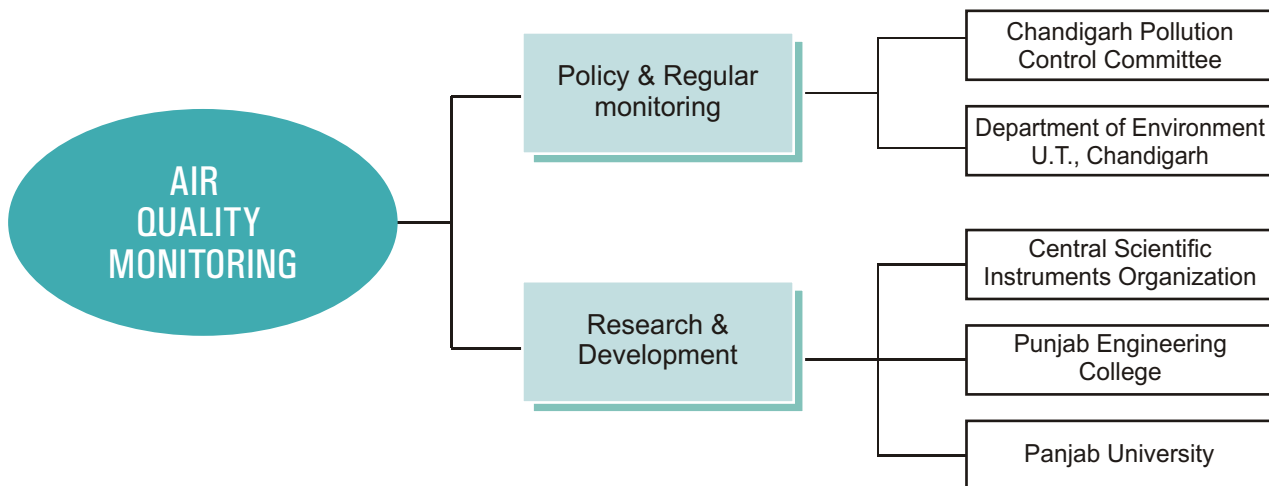 AIR
QUALITY
MONITORING
Policy & Regular
monitoring
Chandigarh Pollution
Control Committee
Department of Environment
U.T., Chandigarh
Research &
Development
Central Scientific
Instruments Organization
Punjab Engineering
College
Panjab University